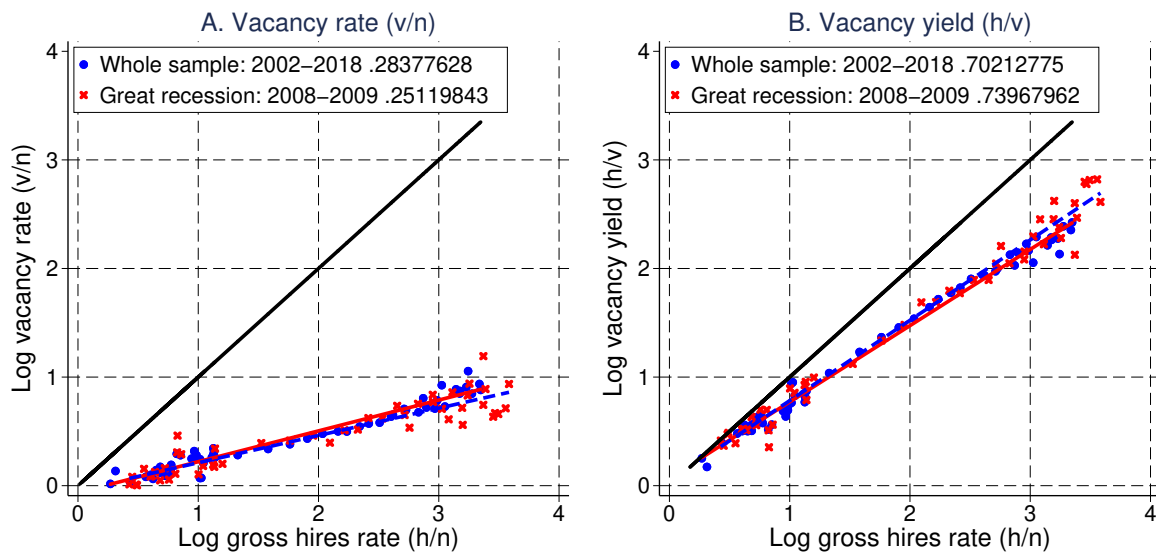 A. Vacancy rate (v/n)
Whole sample: 2002−2018 .28377628
Great recession: 2008−2009 .25119843
Log vacancy rate (v/n)
4
3
2
1
0
0 1 2 3 4
Log gross hires rate (h/n)
B. Vacancy yield (h/v)
Whole sample: 2002−2018 .70212775
Great recession: 2008−2009 .73967962
Log vacancy yield (h/v)
4
3
2
1
0
0 1 2 3 4
Log gross hires rate (h/n)